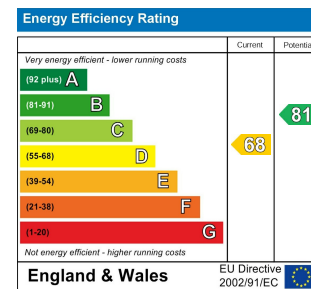 Energy Efficiency Rating
Current Potentia
Very energy efficient - lower running costs
(92 plus) A
(81-91) B
(69-80) C
(55-68) D
(39-54) E
(21-38) F
(1-20) G
68
81
Not energy efficient - higher running costs
England & Wales
EU Directive
2002/91/EC